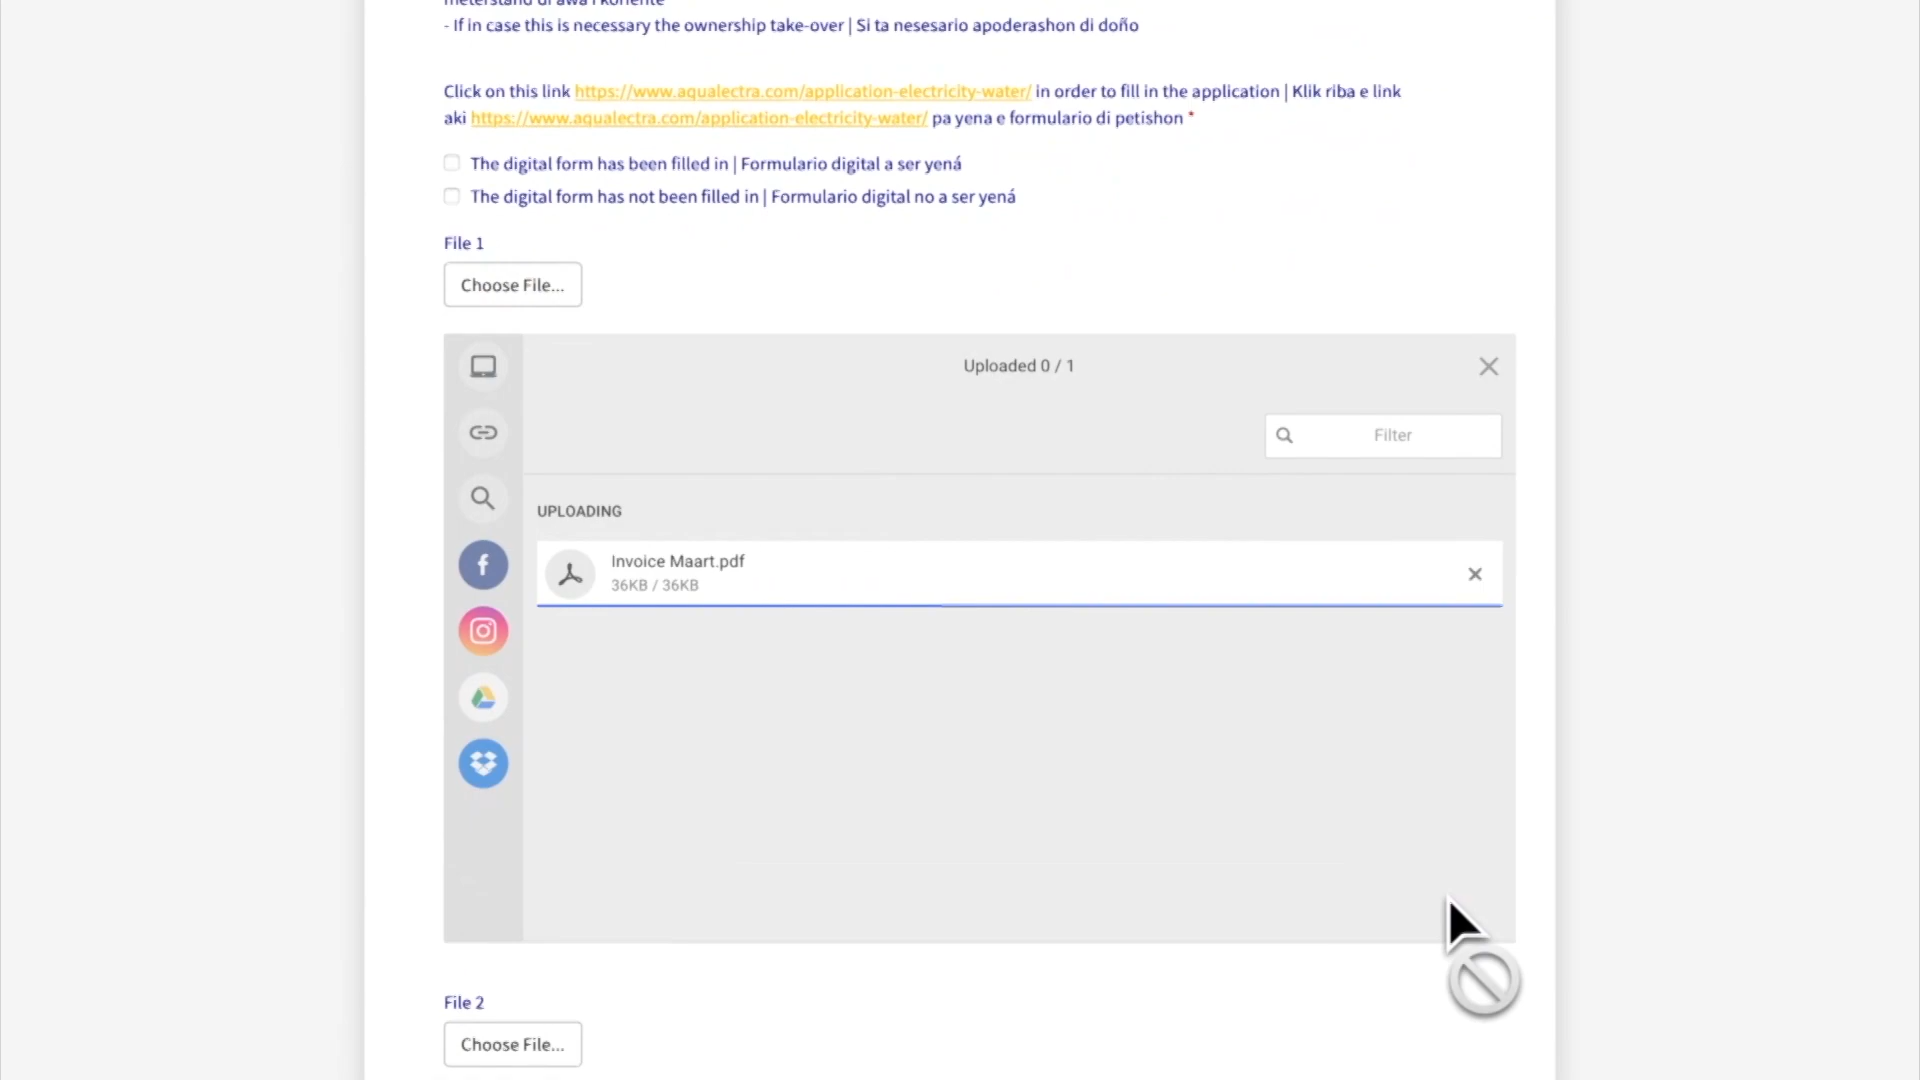 meterstand di awa i koriente
- If in case this is necessary the ownership take-over | Si ta nesesario apoderashon di doño
Click on this link https://www.aqualectra.com/application-electricity-water/ in order to fill in the application | Klik riba e link
aki https://www.aqualectra.com/application-electricity-water/ pa yena e formulario di petishon *
The digital form has been filled in | Formulario digital a ser yená
The digital form has not been filled in | Formulario digital no a ser yená
File 1
Choose File...
Uploaded 0 / 1
Filter
UPLOADING
Invoice Maart.pdf
36KB / 36KB
File 2
Choose File...